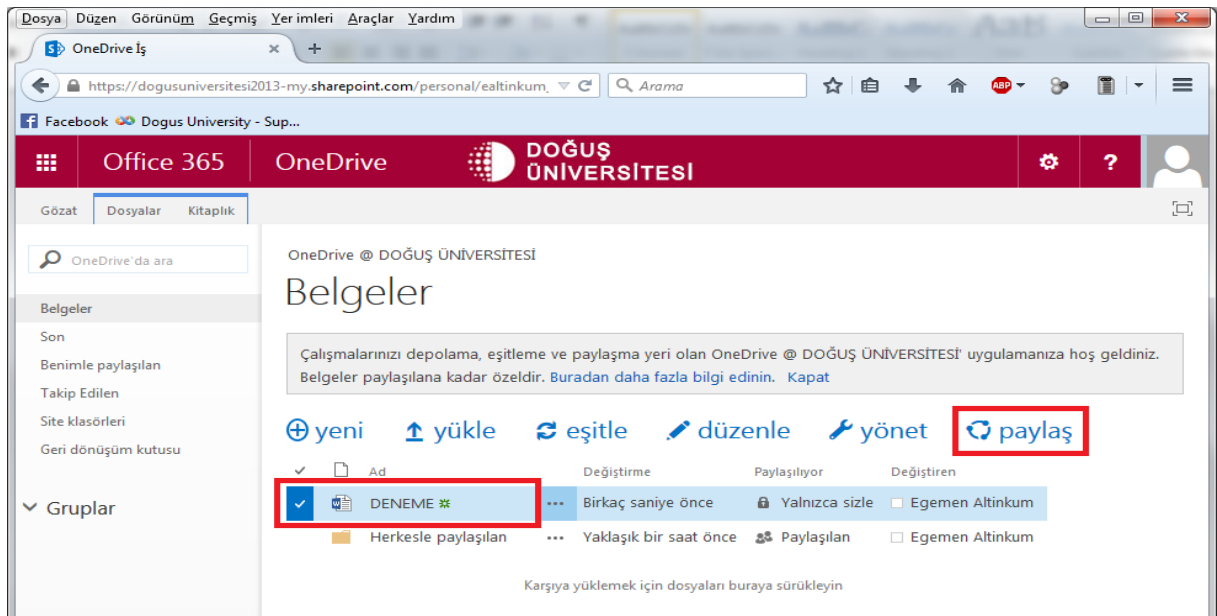 Dosya Düzen Görünüm Geçmiş Yer imleri Araçlar Yardım
OneDrive İş
https://dogusuniversitesi2013-my.sharepoint.com/personal/ealtinkum_
Arama
ABP
Facebook Dogus University - Sup...
Office 365 OneDrive DOĞUŞ
ÜNİVERSİTESİ
?
Gözat Dosyalar Kitaplık
OneDrive'da ara
OneDrive @ DOĞUŞ ÜNİVERSİTESİ
Belgeler
Belgeler
Son
Benimle paylaşılan
Takip Edilen
Site klasörleri
Geri dönüşüm kutusu
Gruplar
Çalışmalarınızı depolama, eşitleme ve paylaşma yeri olan OneDrive @ DOĞUŞ ÜNİVERSİTESİ' uygulamanıza hoş geldiniz.
Belgeler paylaşılana kadar özeldir. Buradan daha fazla bilgi edinin. Kapat
yeni yükle eşitle düzenle yönet paylaş
Ad Değiştirme Paylaşılıyor Değiştiren
DENEME ... Birkaç saniye önce Yalnızca sizle Egemen Altinkum
Herkesle paylaşılan ... Yaklaşık bir saat önce Paylaşılan Egemen Altinkum
Karşıya yüklemek için dosyaları buraya sürükleyin